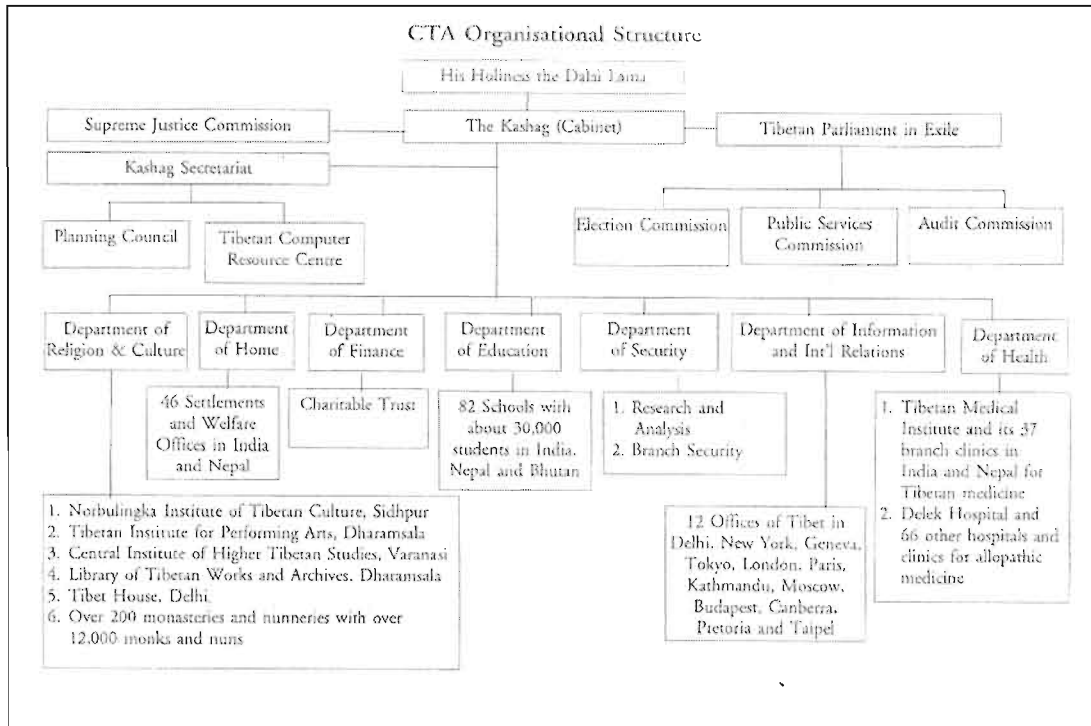 CTA Organisational Structure
His Holiness the Dalai Lama
Supreme Justice Commission
The Kashag (Cabinet)
Tibetan Parliament in Exile
Kashag Secretariat
Planning Council
Tibetan Computer
Resource Centre
Election Commission
Public Services
Commission
Audit Commission
Department of
Religion & Culture
Department
of Home
Department
of Finance
Department
of Education
Department
of Security
Department of Information
and Int'l Relations
Department
of Health
46 Settlements
and Welfare
Offices in India
and Nepal
Charitable Trust
82 Schools with
about 30,000
students in India,
Nepal and Bhutan
1. Research and
Analysis
2. Branch Security
1. Tibetan Medical
Institute and its 37
branch clinics in
India and Nepal for
Tibetan medicine
2. Delek Hospital and
66 other hospitals and
clinics for allopathic
medicine
1. Norbulingka Institute of Tibetan Culture, Sidhpur
2. Tibetan Institute for Performing Arts, Dharamsala
3. Central Institute of Higher Tibetan Studies, Varanasi
4. Library of Tibetan Works and Archives, Dharamsala
5. Tibet House, Delhi
6. Over 200 monasteries and nunneries with over
12,000 monks and nuns
12 Offices of Tibet in
Delhi, New York, Geneva,
Tokyo, London, Paris,
Kathmandu, Moscow,
Budapest, Canberra,
Pretoria and Taipei